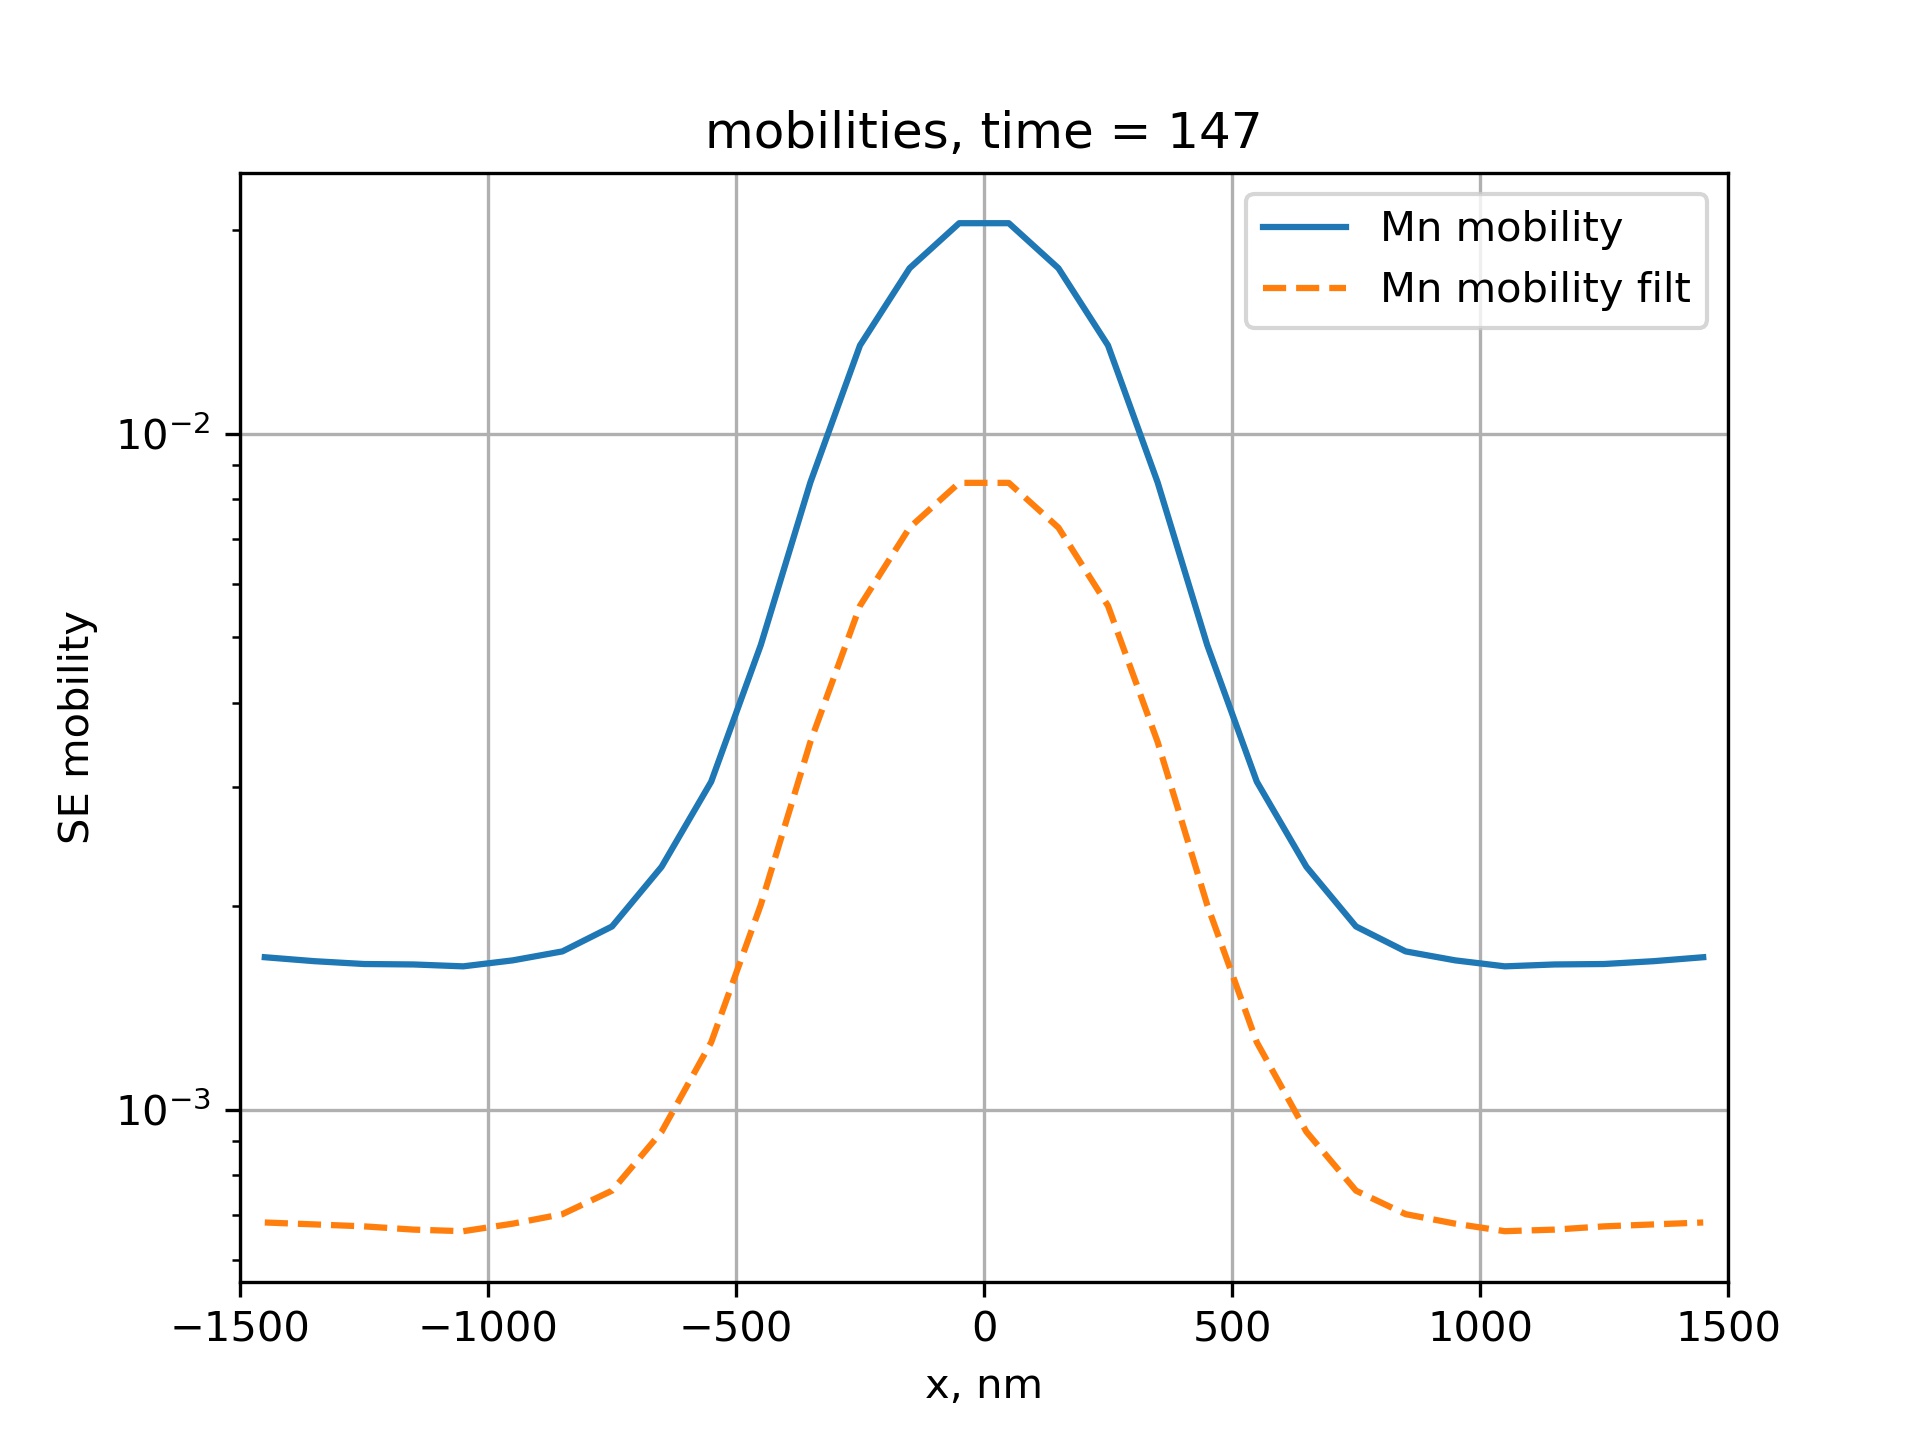 mobilities, time = 147
Mn mobility
Mn mobility filt
SE mobility
10⁻²
10⁻³
−1500 −1000 −500 0 500 1000 1500
x, nm